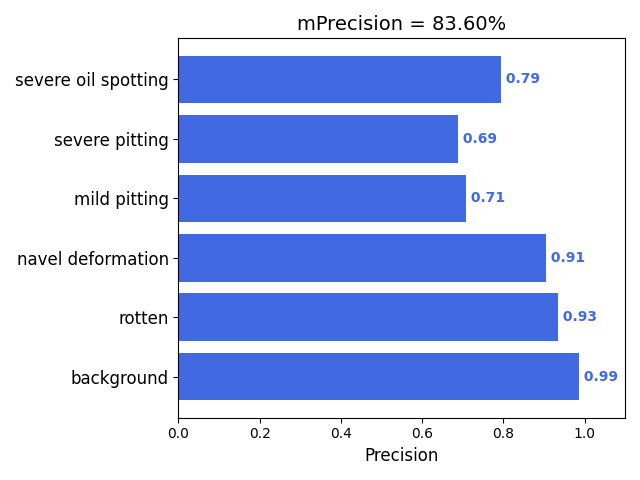 mPrecision = 83.60%
severe oil spotting 0.79
severe pitting 0.69
mild pitting 0.71
navel deformation 0.91
rotten 0.93
background 0.99
0.0 0.2 0.4 0.6 0.8 1.0
Precision